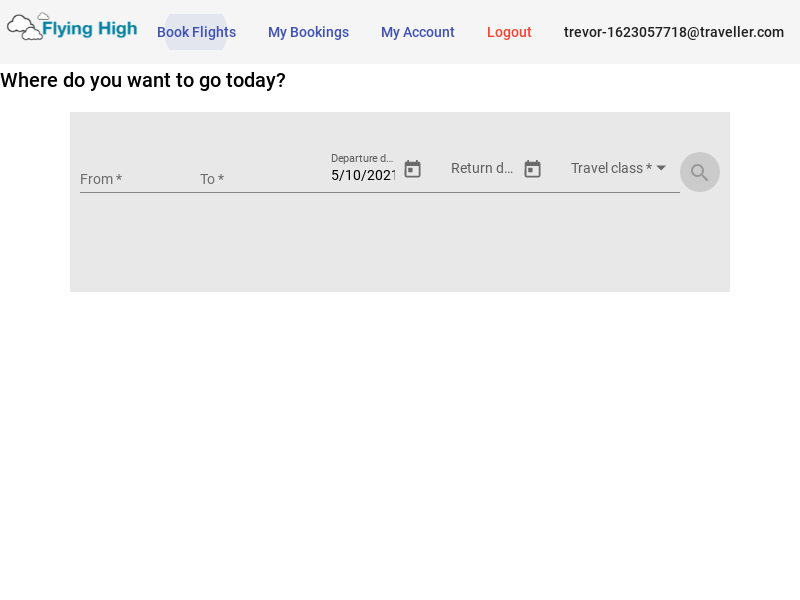 Flying High
Book Flights
My Bookings
My Account
Logout
trevor-1623057718@traveller.com
Where do you want to go today?
From *
To *
Departure d...
5/10/2021
Return d...
Travel class *